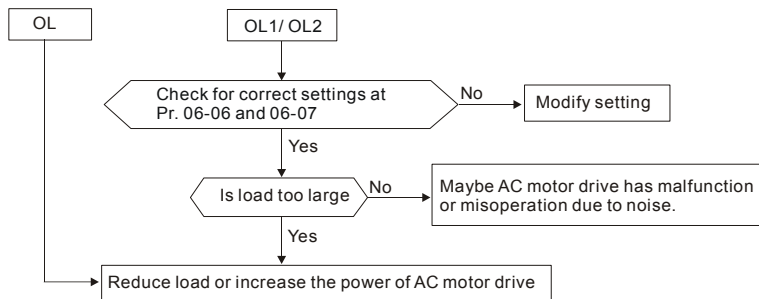 OL
OL1/ OL2
Check for correct settings at
Pr. 06-06 and 06-07
No
Modify setting
Yes
Is load too large
No
Maybe AC motor drive has malfunction
or misoperation due to noise.
Yes
Reduce load or increase the power of AC motor drive